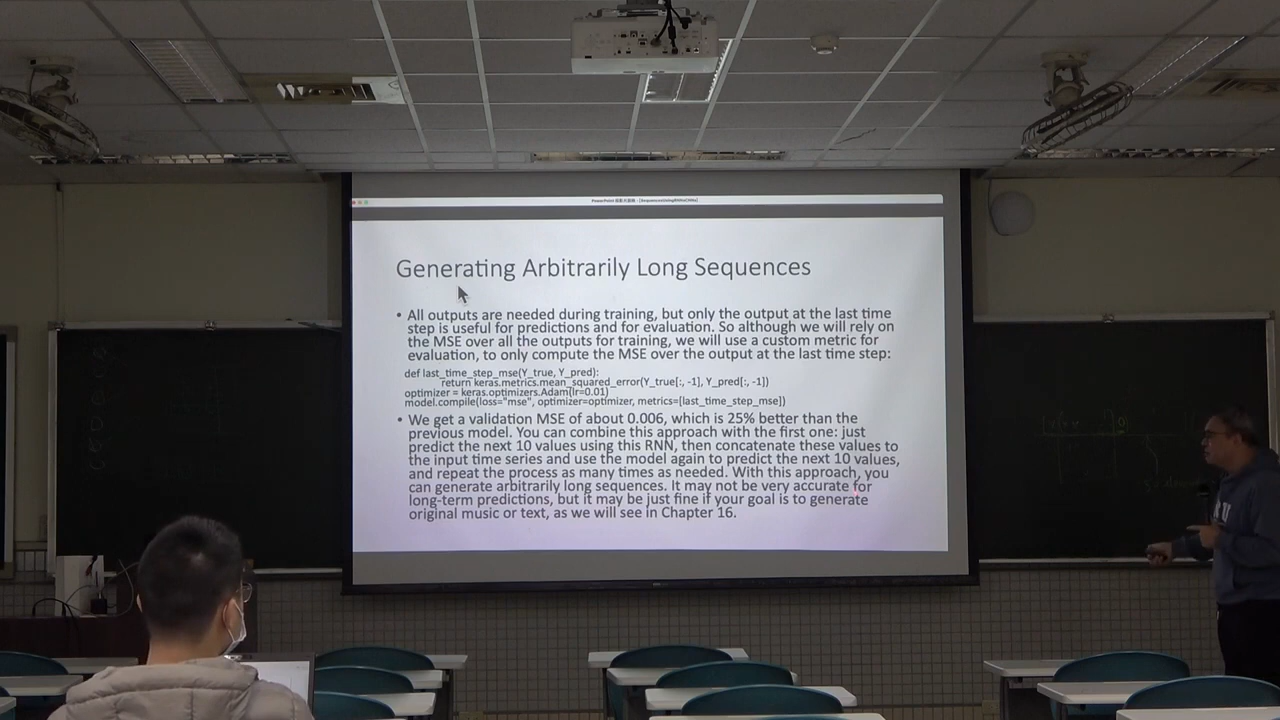 Generating Arbitrarily Long Sequences
• All outputs are needed during training, but only the output at the last time
step is useful for predictions and for evaluation. So although we will rely on
the MSE over all the outputs for training, we will use a custom metric for
evaluation, to only compute the MSE over the output at the last time step:
def last_time_step_mse(Y_true, Y_pred):
return keras.metrics.mean_squared_error(Y_true[:, -1], Y_pred[:, -1])
optimizer = keras.optimizers.Adam(lr=0.01)
model.compile(loss="mse", optimizer=optimizer, metrics=[last_time_step_mse])
• We get a validation MSE of about 0.006, which is 25% better than the
previous model. You can combine this approach with the first one: just
predict the next 10 values using this RNN, then concatenate these values to
the input time series and use the model again to predict the next 10 values,
and repeat the process as many times as needed. With this approach, you
can generate arbitrarily long sequences. It may not be very accurate for
long-term predictions, but it may be just fine if your goal is to generate
original music or text, as we will see in Chapter 16.